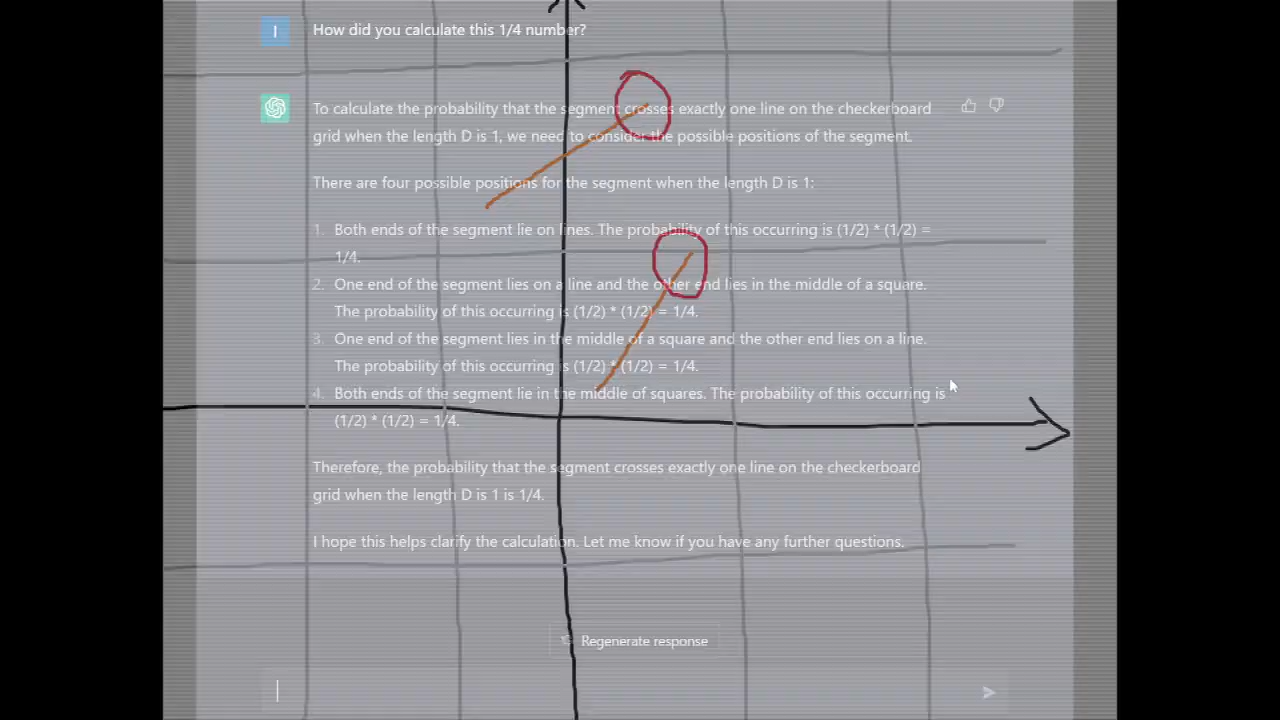 I
How did you calculate this 1/4 number?
To calculate the probability that the segment crosses exactly one line on the checkerboard
grid when the length D is 1, we need to consider the possible positions of the segment.
There are four possible positions for the segment when the length D is 1:
1. Both ends of the segment lie on lines. The probability of this occurring is (1/2) * (1/2) =
1/4.
2. One end of the segment lies on a line and the other end lies in the middle of a square.
The probability of this occurring is (1/2) * (1/2) = 1/4.
3. One end of the segment lies in the middle of a square and the other end lies on a line.
The probability of this occurring is (1/2) * (1/2) = 1/4.
4. Both ends of the segment lie in the middle of squares. The probability of this occurring is
(1/2) * (1/2) = 1/4.
Therefore, the probability that the segment crosses exactly one line on the checkerboard
grid when the length D is 1 is 1/4.
I hope this helps clarify the calculation. Let me know if you have any further questions.
Regenerate response